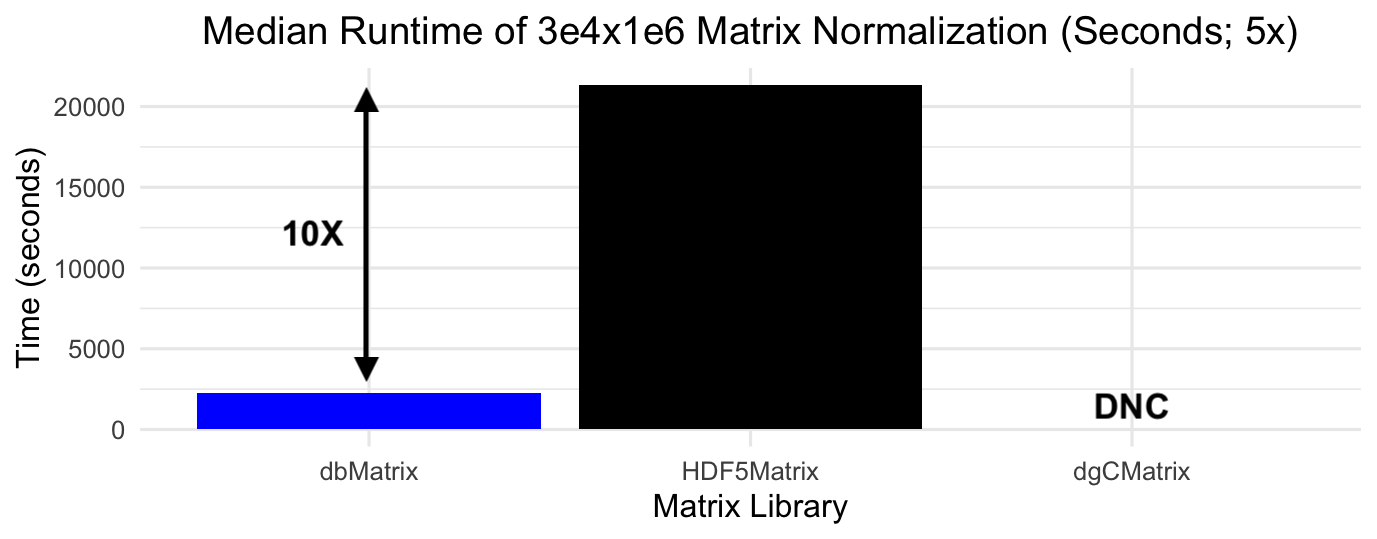 Median Runtime of 3e4x1e6 Matrix Normalization (Seconds; 5x)
Time (seconds)
20000
15000
10000
5000
0
10X
DNC
dbMatrix
HDF5Matrix
dgCMatrix
Matrix Library